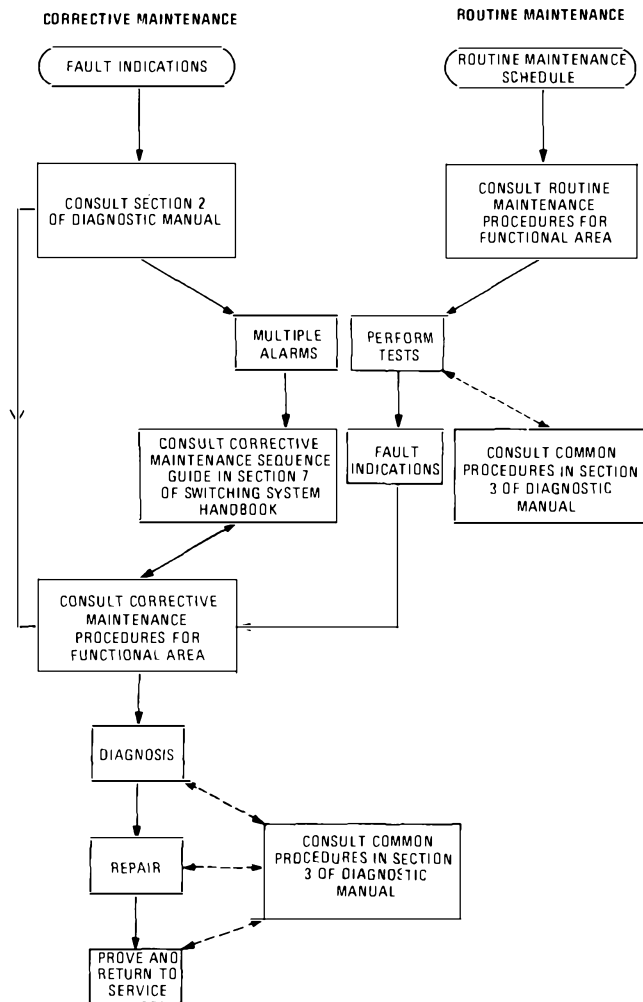 CORRECTIVE MAINTENANCE
FAULT INDICATIONS
CONSULT SECTION 2
OF DIAGNOSTIC MANUAL
MULTIPLE
ALARMS
CONSULT CORRECTIVE
MAINTENANCE SEQUENCE
GUIDE IN SECTION 7
OF SWITCHING SYSTEM
HANDBOOK
CONSULT CORRECTIVE
MAINTENANCE
PROCEDURES FOR
FUNCTIONAL AREA
DIAGNOSIS
REPAIR
PROVE AND
RETURN TO
SERVICE
CONSULT COMMON
PROCEDURES IN SECTION
3 OF DIAGNOSTIC
MANUAL
ROUTINE MAINTENANCE
ROUTINE MAINTENANCE
SCHEDULE
CONSULT ROUTINE
MAINTENANCE
PROCEDURES FOR
FUNCTIONAL AREA
PERFORM
TESTS
FAULT
INDICATIONS
CONSULT COMMON
PROCEDURES IN SECTION
3 OF DIAGNOSTIC
MANUAL